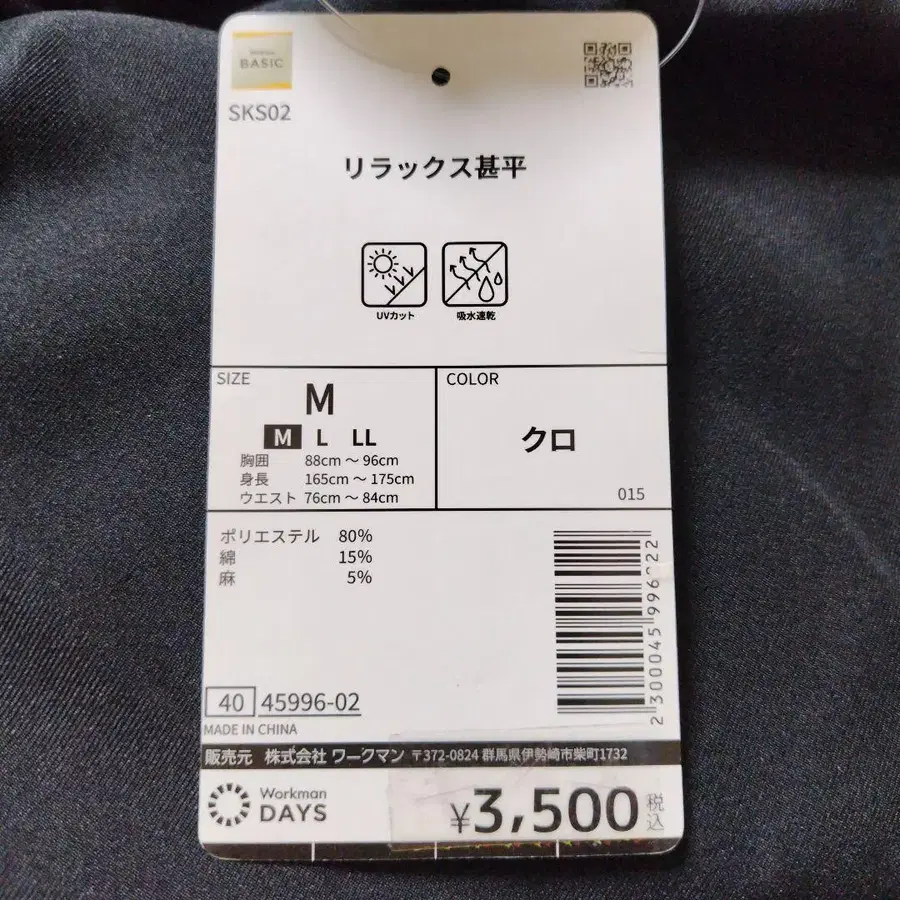 Workman
BASIC
SKS02
リラックス甚平
UVカット
吸水速乾
SIZE
M
M L LL
胸囲 88cm ～ 96cm
身長 165cm ～ 175cm
ウエスト 76cm ～ 84cm
COLOR
クロ
015
ポリエステル 80%
綿 15%
麻 5%
40 45996-02
MADE IN CHINA
販売元 株式会社 ワークマン 〒372-0824 群馬県伊勢崎市柴町1732
Workman
DAYS
¥3,500 税込